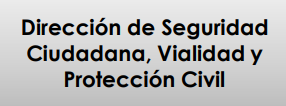 Dirección de Seguridad
Ciudadana, Vialidad y
Protección Civil